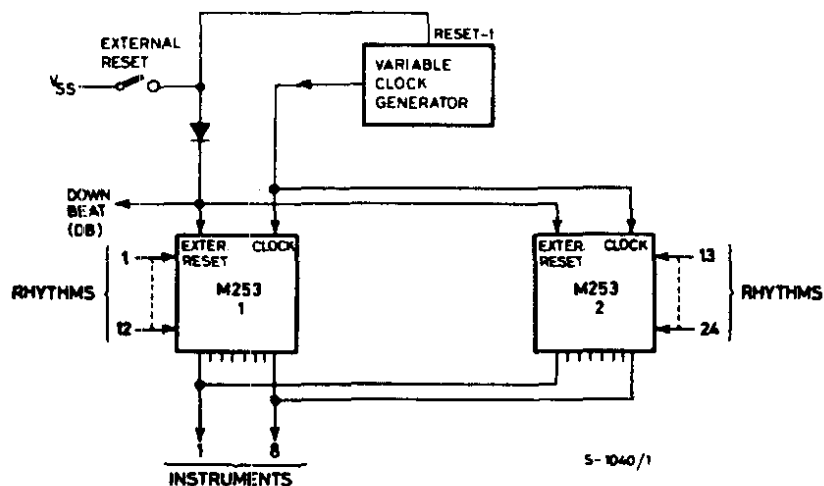 RESET-1
EXTERNAL
RESET
VSS
VARIABLE
CLOCK
GENERATOR
DOWN
BEAT
(DB)
EXTER.
RESET
CLOCK
M253
1
EXTER.
RESET
CLOCK
M253
2
RHYTHMS
1
12
13
24
RHYTHMS
1
8
INSTRUMENTS
S-1040/1